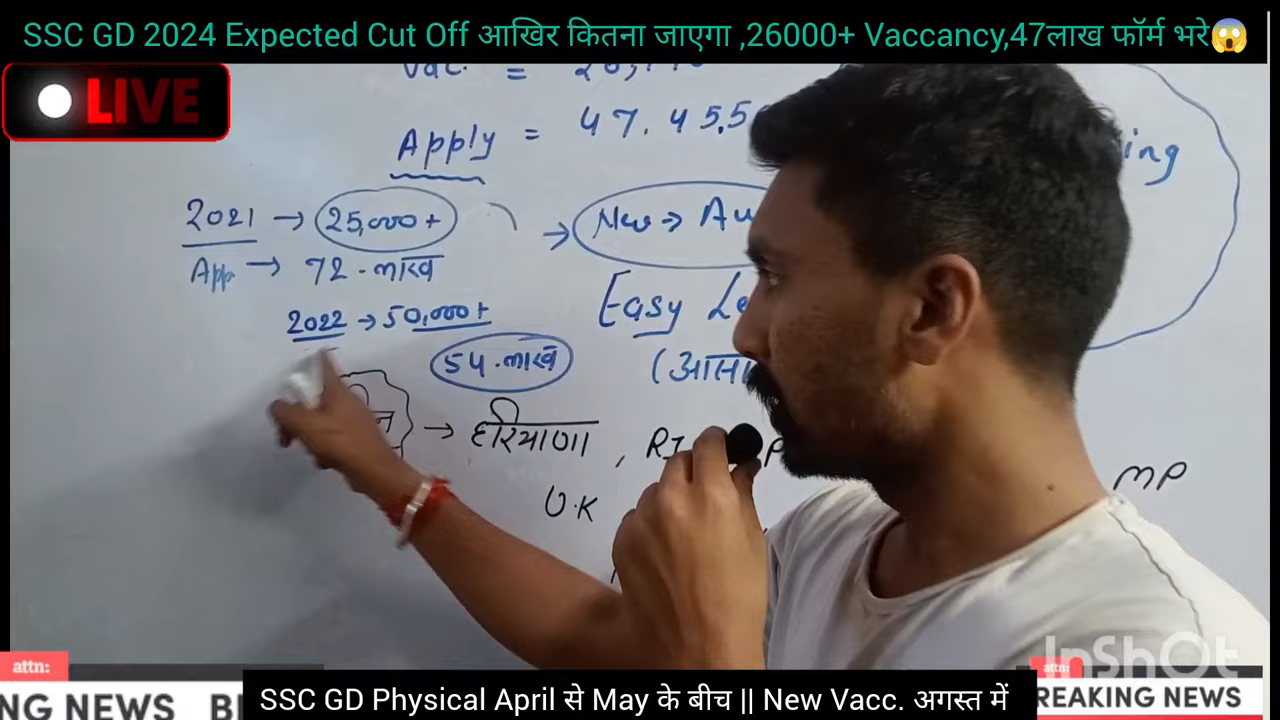 SSC GD 2024 Expected Cut Off आखिर कितना जाएगा ,26000+ Vaccancy,47लाख फॉर्म भरे😱
LIVE
Vac. =
Apply = 47.45.5
ing
2021 → 25,000+
App → 72.लाख
→ New →
2022 → 50,000+
54.लाख
Easy
→ हरियाणा ,
U.K
MP
InShOt
attn:
attn:
NG NEWS
REAKING NEWS
SSC GD Physical April से May के बीच || New Vacc. अगस्त में